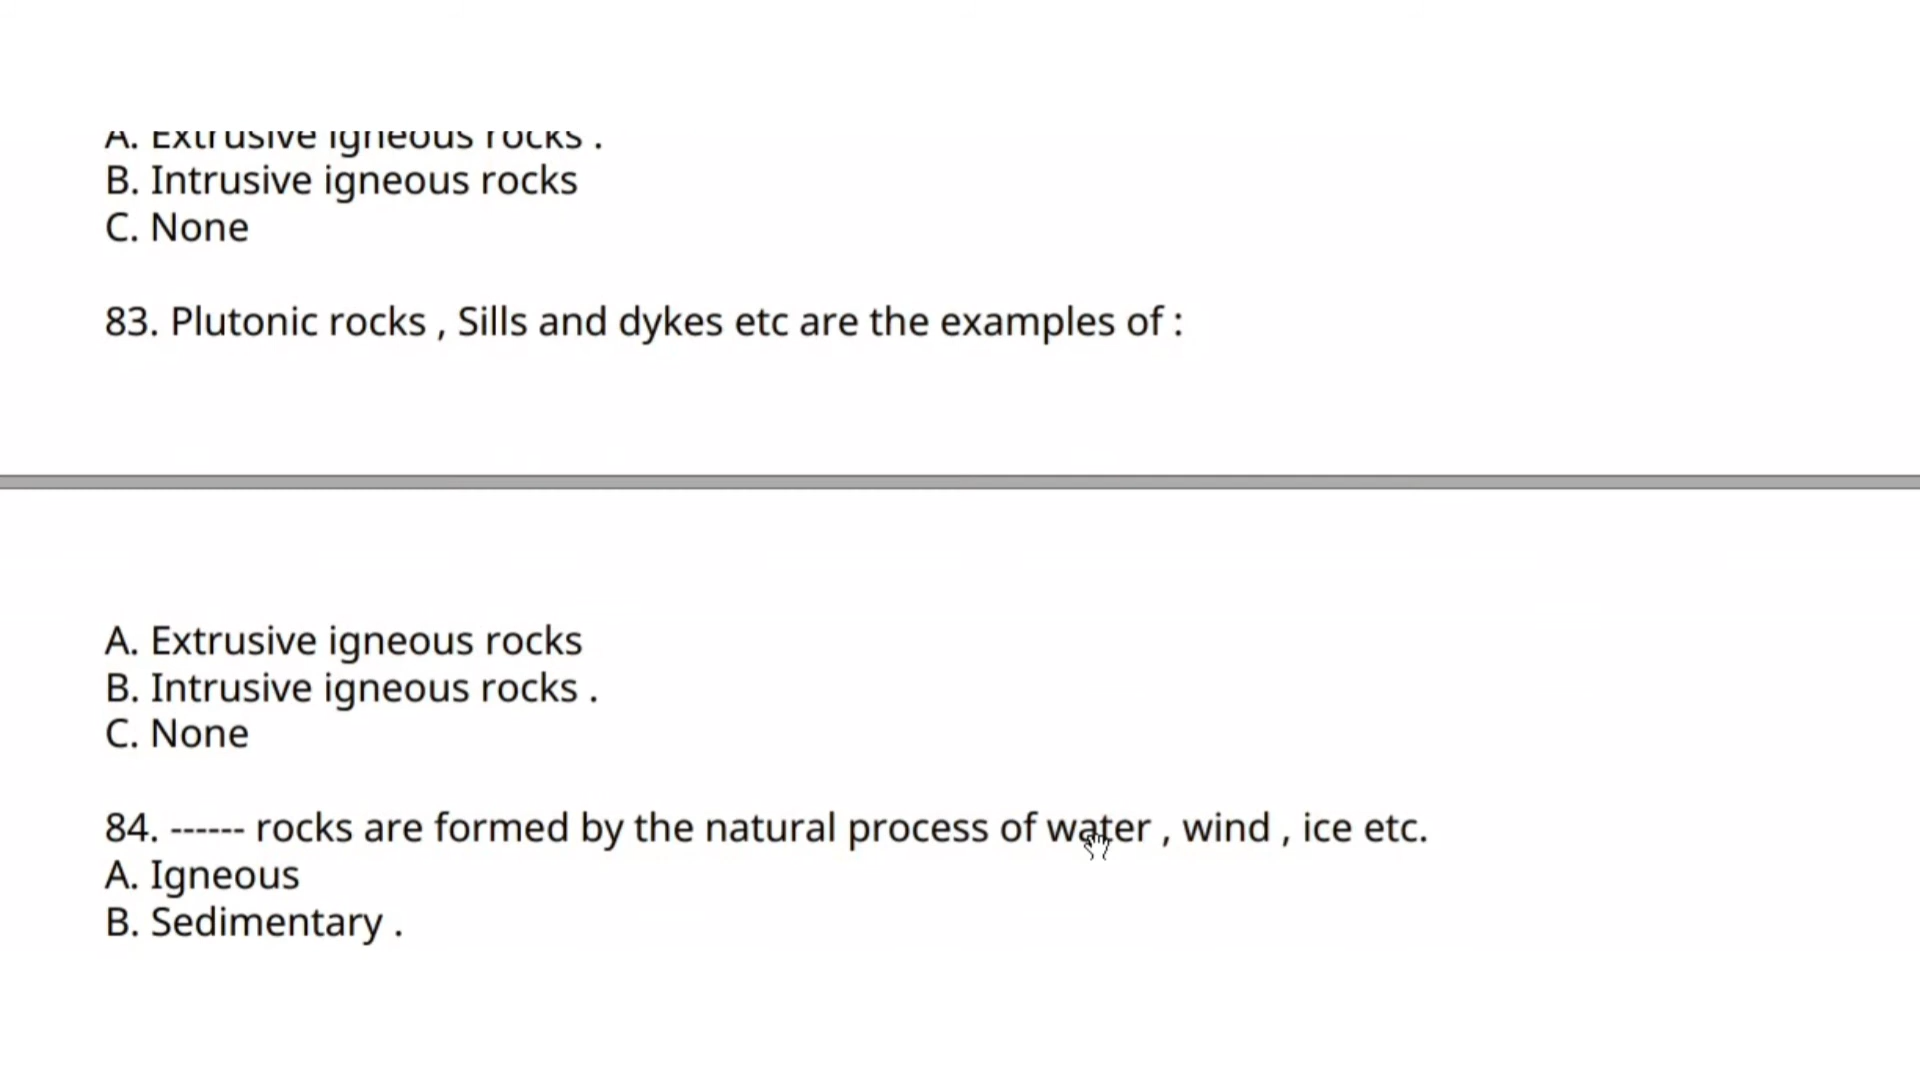 A. Extrusive igneous rocks .
B. Intrusive igneous rocks
C. None
83. Plutonic rocks , Sills and dykes etc are the examples of :
A. Extrusive igneous rocks
B. Intrusive igneous rocks .
C. None
84. ------ rocks are formed by the natural process of water , wind , ice etc.
A. Igneous
B. Sedimentary .